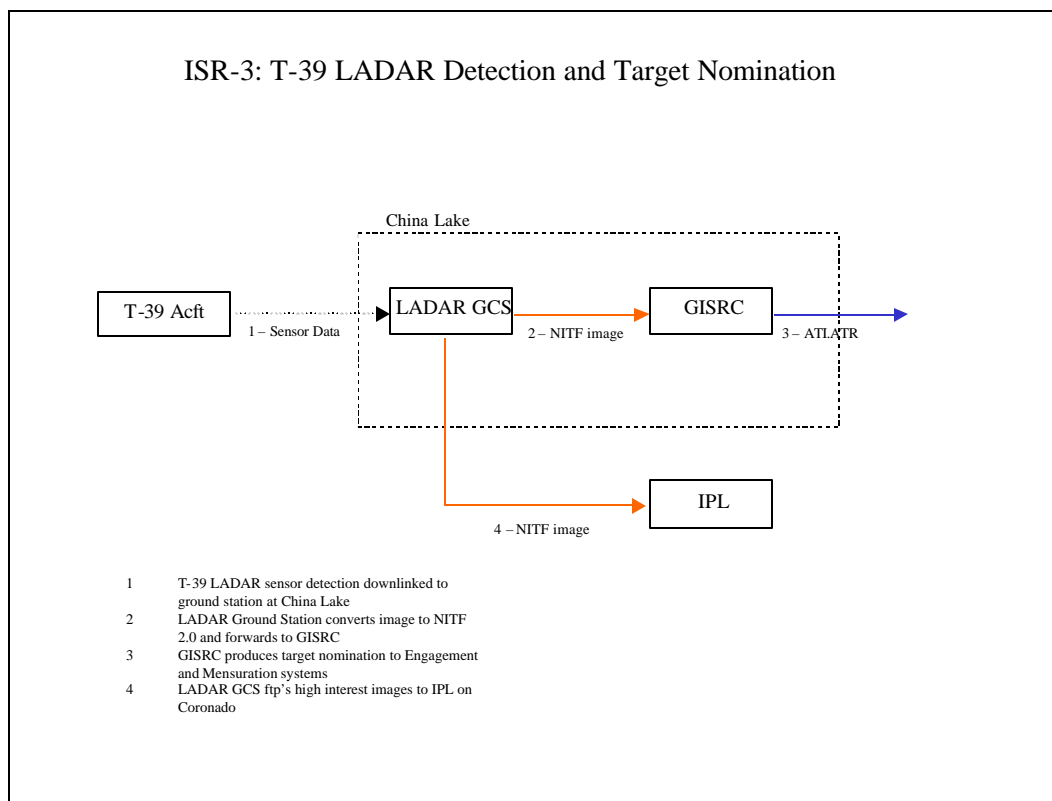 ISR-3: T-39 LADAR Detection and Target Nomination
China Lake
T-39 Acft
LADAR GCS
GISRC
1 – Sensor Data
2 – NITF image
3 – ATI.ATR
IPL
4 – NITF image
1 T-39 LADAR sensor detection downlinked to
ground station at China Lake
2 LADAR Ground Station converts image to NITF
2.0 and forwards to GISRC
3 GISRC produces target nomination to Engagement
and Mensuration systems
4 LADAR GCS ftp's high interest images to IPL on
Coronado